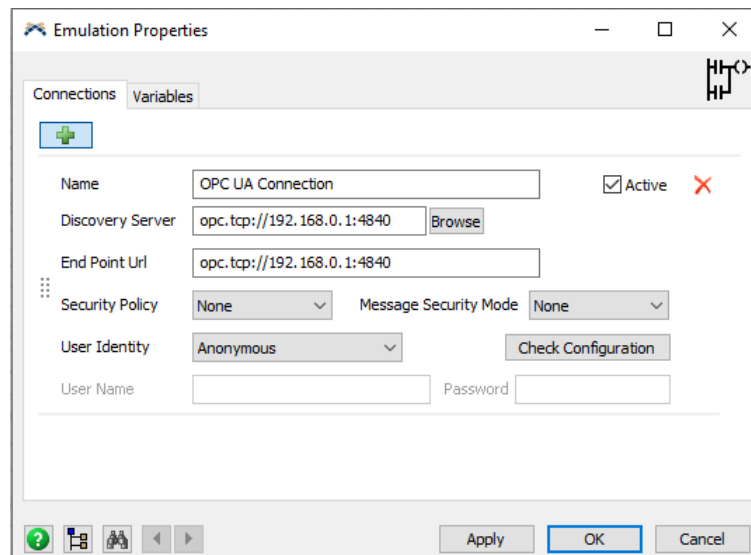 Emulation Properties
Connections Variables
Name OPC UA Connection Active
Discovery Server opc.tcp://192.168.0.1:4840 Browse
End Point Url opc.tcp://192.168.0.1:4840
Security Policy None Message Security Mode None
User Identity Anonymous Check Configuration
User Name Password
Apply OK Cancel